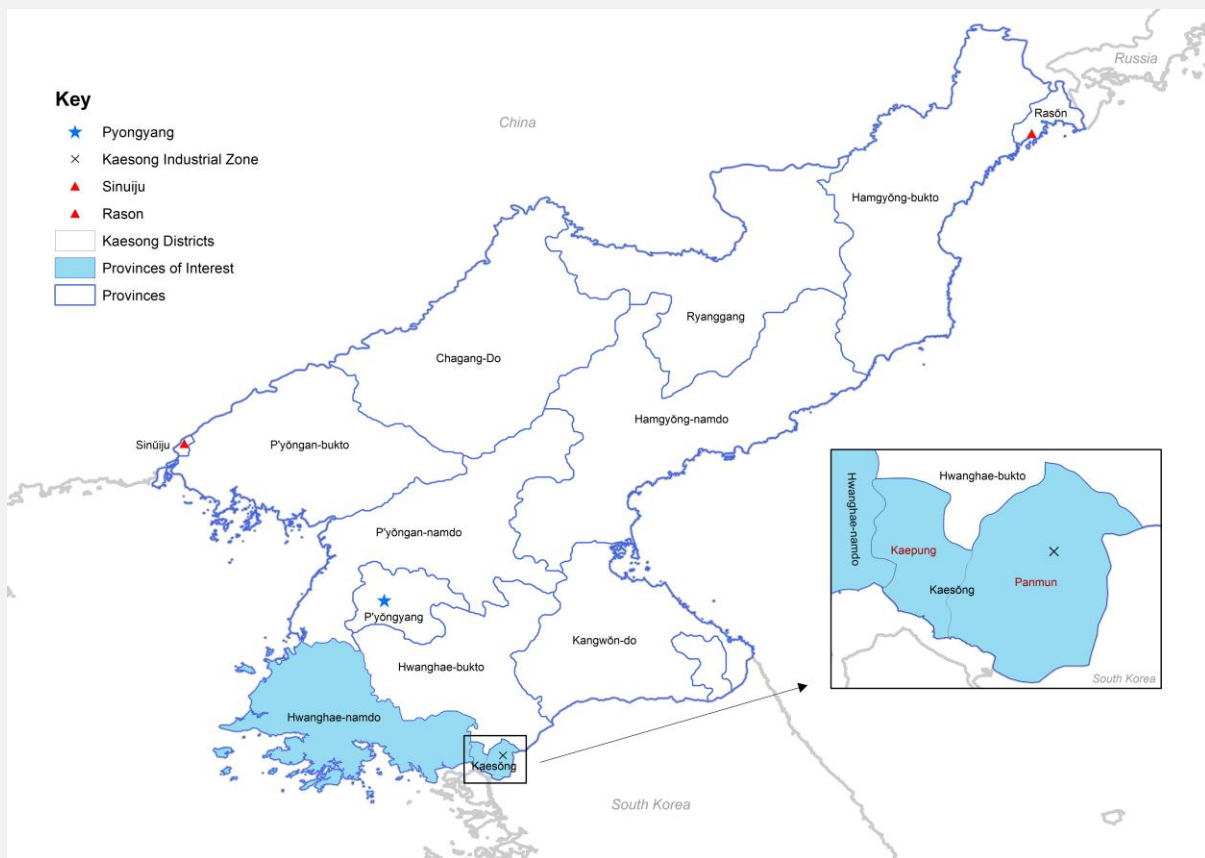 Key
Pyongyang
Kaesong Industrial Zone
Sinuiju
Rason
Kaesong Districts
Provinces of Interest
Provinces
China
Russia
Rasŏn
Hamgyŏng-bukto
Ryanggang
Chagang-Do
Hamgyŏng-namdo
Sinŭiju
P'yŏngan-bukto
P'yŏngan-namdo
P'yŏngyang
Kangwŏn-do
Hwanghae-bukto
Hwanghae-namdo
Kaesŏng
South Korea
Hwanghae-bukto
Hwanghae-namdo
Kaepung
Kaesŏng
Panmun
South Korea